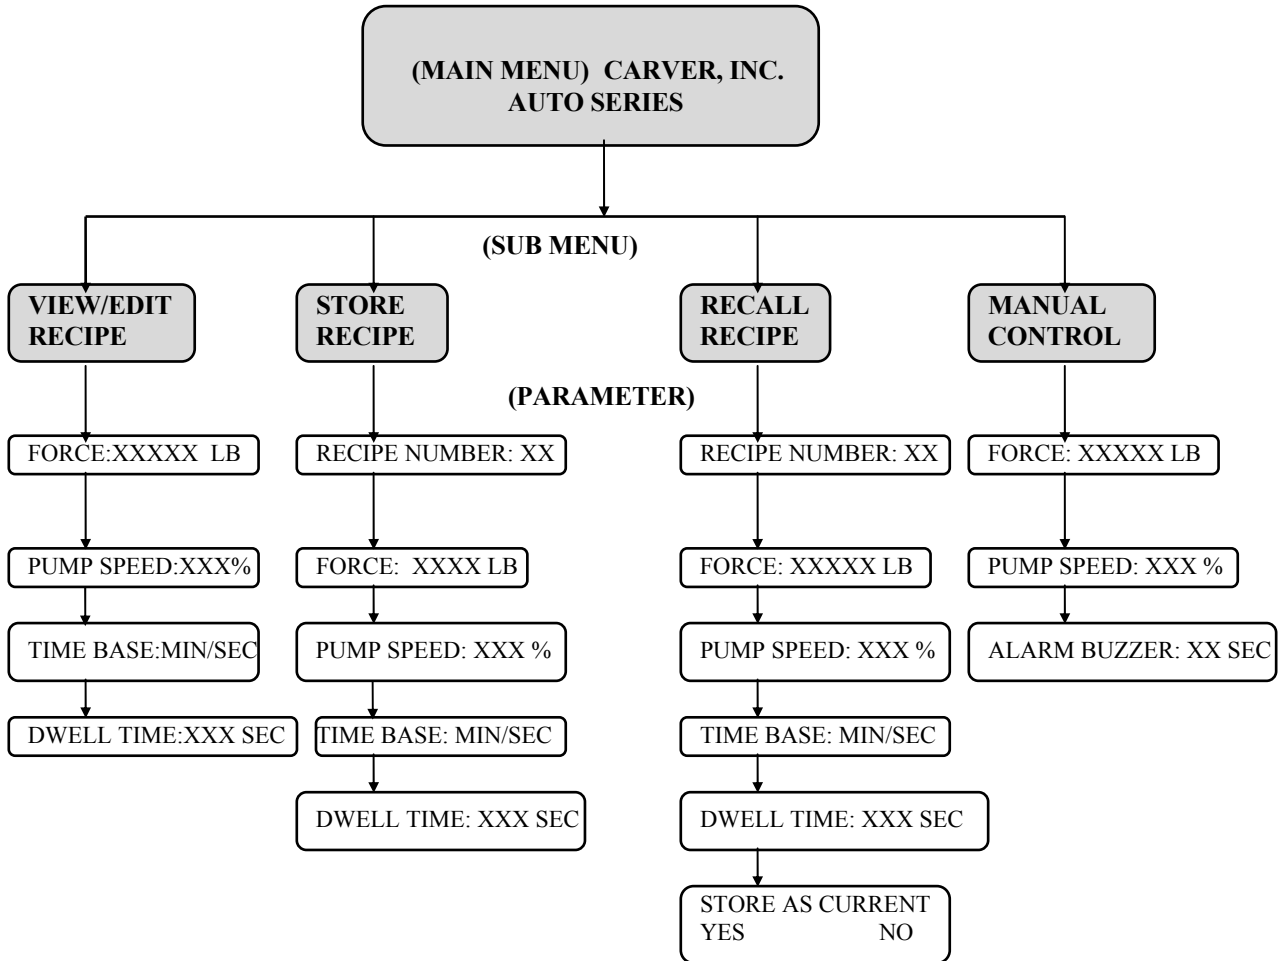 (MAIN MENU) CARVER, INC.
AUTO SERIES
(SUB MENU)
VIEW/EDIT
RECIPE
STORE
RECIPE
RECALL
RECIPE
MANUAL
CONTROL
(PARAMETER)
FORCE:XXXXX LB
PUMP SPEED:XXX%
TIME BASE:MIN/SEC
DWELL TIME:XXX SEC
RECIPE NUMBER: XX
FORCE: XXXX LB
PUMP SPEED: XXX %
TIME BASE: MIN/SEC
DWELL TIME: XXX SEC
RECIPE NUMBER: XX
FORCE: XXXXX LB
PUMP SPEED: XXX %
TIME BASE: MIN/SEC
DWELL TIME: XXX SEC
STORE AS CURRENT
YES NO
FORCE: XXXXX LB
PUMP SPEED: XXX %
ALARM BUZZER: XX SEC